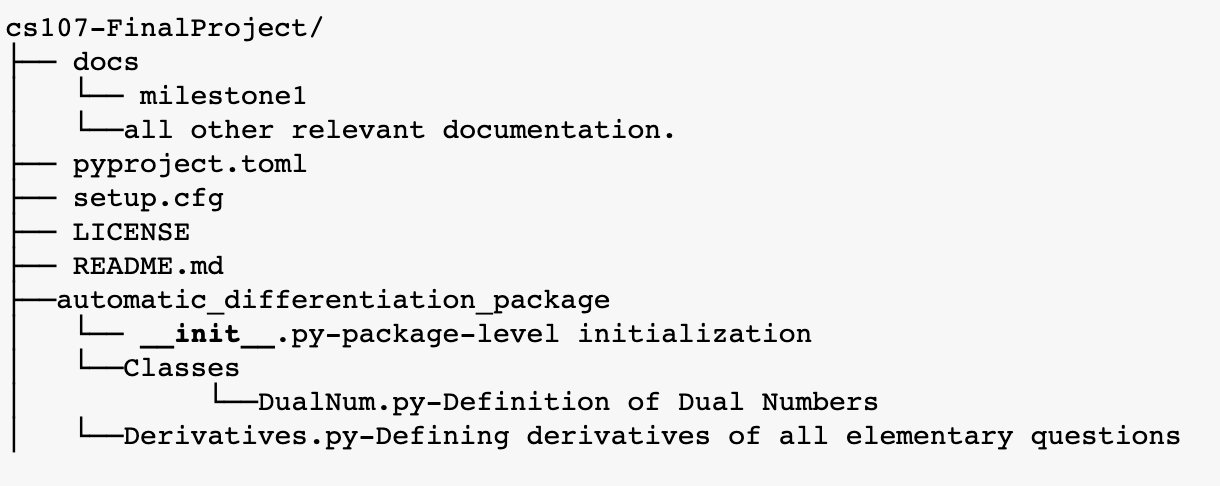 cs107-FinalProject/
├── docs
│   └── milestone1
│   └──all other relevant documentation.
├── pyproject.toml
├── setup.cfg
├── LICENSE
├── README.md
├──automatic_differentiation_package
│   └── __init__.py-package-level initialization
│   └──Classes
│           └──DualNum.py-Definition of Dual Numbers
│   └──Derivatives.py-Defining derivatives of all elementary questions